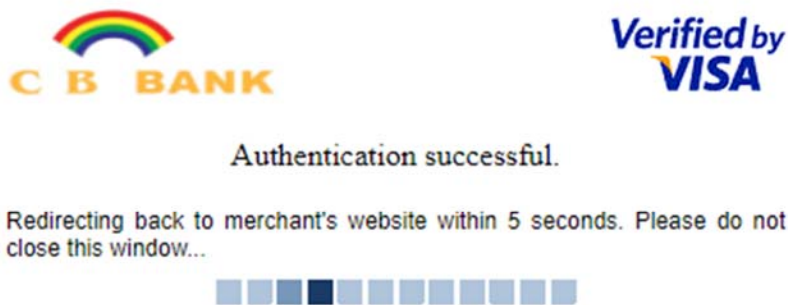 CB BANK
Verified by
VISA
Authentication successful.
Redirecting back to merchant's website within 5 seconds. Please do not
close this window...